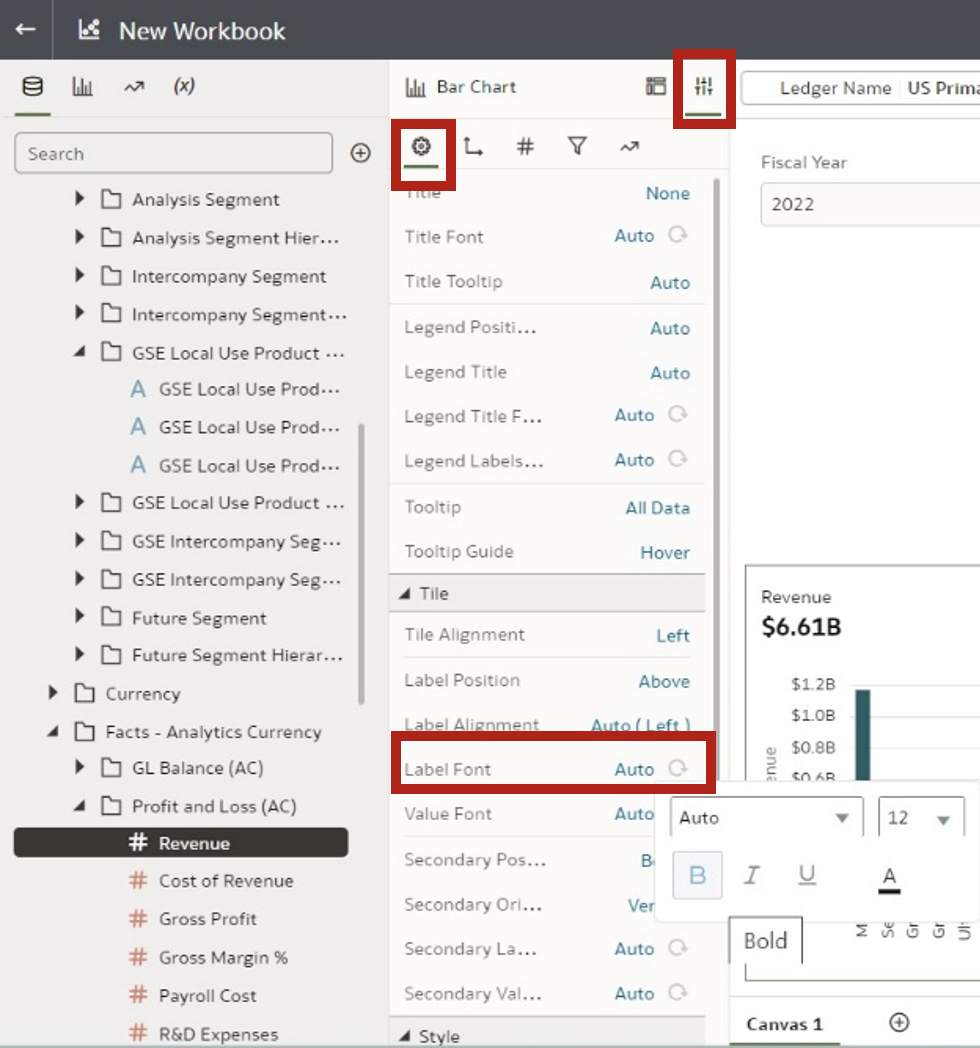 New Workbook
(x)
Search
Analysis Segment
Analysis Segment Hier...
Intercompany Segment
Intercompany Segment...
GSE Local Use Product ...
A GSE Local Use Prod...
A GSE Local Use Prod...
A GSE Local Use Prod...
GSE Local Use Product ...
GSE Intercompany Seg...
GSE Intercompany Seg...
Future Segment
Future Segment Hierar...
Currency
Facts - Analytics Currency
GL Balance (AC)
Profit and Loss (AC)
# Revenue
# Cost of Revenue
# Gross Profit
# Gross Margin %
# Payroll Cost
# R&D Expenses
Bar Chart
#
Title None
Title Font Auto
Title Tooltip Auto
Legend Positi... Auto
Legend Title Auto
Legend Title F... Auto
Legend Labels... Auto
Tooltip All Data
Tooltip Guide Hover
Tile
Tile Alignment Left
Label Position Above
Label Alignment Auto ( Left )
Label Font Auto
Value Font Auto
Secondary Pos... B
Secondary Ori... Ver
Secondary La... Auto
Secondary Val... Auto
Style
Auto 12
B I U A
Bold
Ledger Name US Prima
Fiscal Year
2022
Revenue
$6.61B
$1.2B
$1.0B
$0.8B
$0.6B
nue
M
Se
Gr
Gr
Ul
Canvas 1